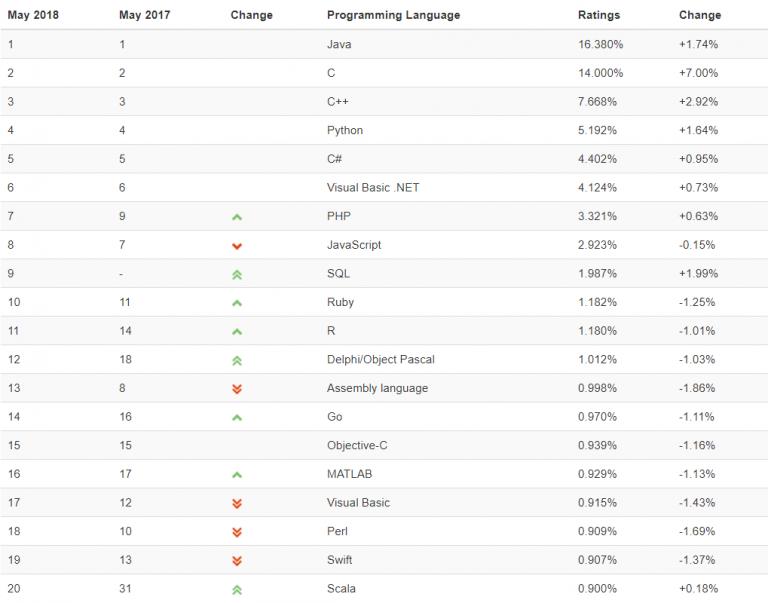 May 2018 May 2017 Change Programming Language Ratings Change
1 1 Java 16.380% +1.74%
2 2 C 14.000% +7.00%
3 3 C++ 7.668% +2.92%
4 4 Python 5.192% +1.64%
5 5 C# 4.402% +0.95%
6 6 Visual Basic .NET 4.124% +0.73%
7 9 PHP 3.321% +0.63%
8 7 JavaScript 2.923% -0.15%
9 - SQL 1.987% +1.99%
10 11 Ruby 1.182% -1.25%
11 14 R 1.180% -1.01%
12 18 Delphi/Object Pascal 1.012% -1.03%
13 8 Assembly language 0.998% -1.86%
14 16 Go 0.970% -1.11%
15 15 Objective-C 0.939% -1.16%
16 17 MATLAB 0.929% -1.13%
17 12 Visual Basic 0.915% -1.43%
18 10 Perl 0.909% -1.69%
19 13 Swift 0.907% -1.37%
20 31 Scala 0.900% +0.18%